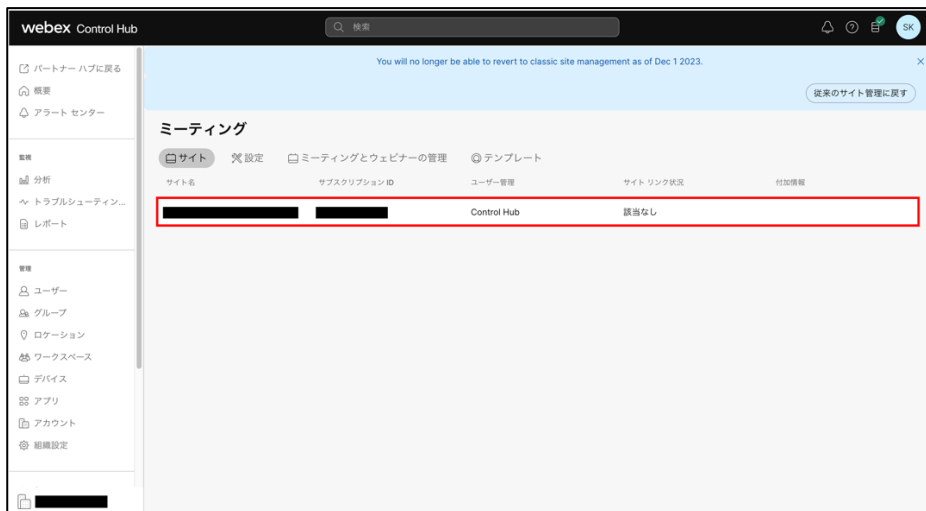 webex Control Hub
検索
SK
You will no longer be able to revert to classic site management as of Dec 1 2023.
従来のサイト管理に戻す
パートナー ハブに戻る
概要
アラート センター
監視
分析
トラブルシューティン...
レポート
管理
ユーザー
グループ
ロケーション
ワークスペース
デバイス
アプリ
アカウント
組織設定
ミーティング
サイト
設定
ミーティングとウェビナーの管理
テンプレート
サイト名
サブスクリプション ID
ユーザー管理
サイト リンク状況
付加情報
Control Hub
該当なし